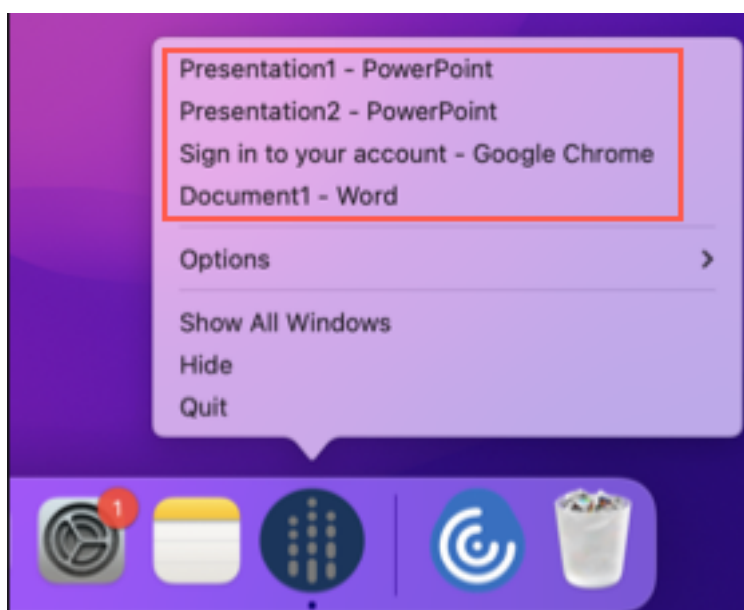 Presentation1 - PowerPoint
Presentation2 - PowerPoint
Sign in to your account - Google Chrome
Document1 - Word
Options
Show All Windows
Hide
Quit
1